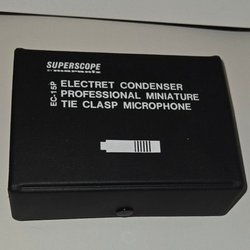 SUPERSCOPE
EC-15P
ELECTRET CONDENSER
PROFESSIONAL MINIATURE
TIE CLASP MICROPHONE